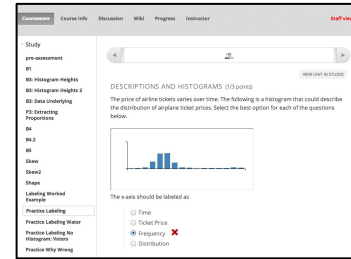 Courseware Course Info Discussion Wiki Progress Instructor Staff view
Study
pre-assessment
B1
B3: Histogram Heights
B3: Histogram Heights 2
B3: Data Underlying
P3: Extracting
Proportions
B4
B4.2
B5
Skew
Skew2
Shape
Labeling Worked
Example
Practice Labeling
Practice Labeling Water
Practice Labeling No
Histogram: Voters
Practice Why Wrong
VIEW UNIT IN STUDIO
DESCRIPTIONS AND HISTOGRAMS (1/3 points)
The price of airline tickets varies over time. The following is a histogram that could describe
the distribution of airplane ticket prices. Select the best option for each of the questions
below.
The x-axis should be labeled as
Time
Ticket Price
Frequency
Distribution